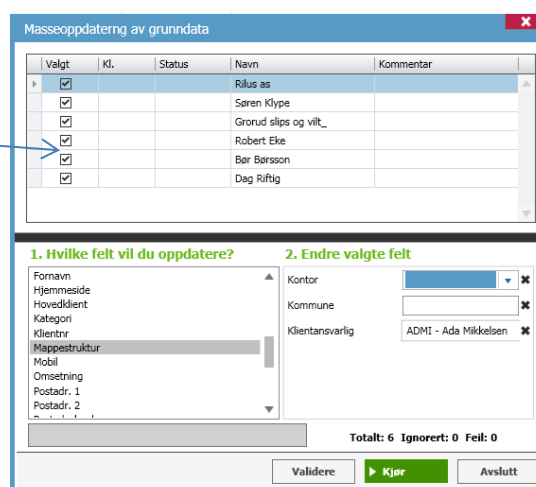 Masseoppdaterng av grunndata
Valgt Kl. Status Navn Kommentar
Rilus as
Søren Klype
Grorud slips og vilt_
Robert Eke
Bør Børsson
Dag Riftig
1. Hvilke felt vil du oppdatere?
Fornavn
Hjemmeside
Hovedklient
Kategori
Klientnr
Mappestruktur
Mobil
Omsetning
Postadr. 1
Postadr. 2
2. Endre valgte felt
Kontor
Kommune
Klientansvarlig ADMI - Ada Mikkelsen
Totalt: 6 Ignorert: 0 Feil: 0
Validere Kjør Avslutt